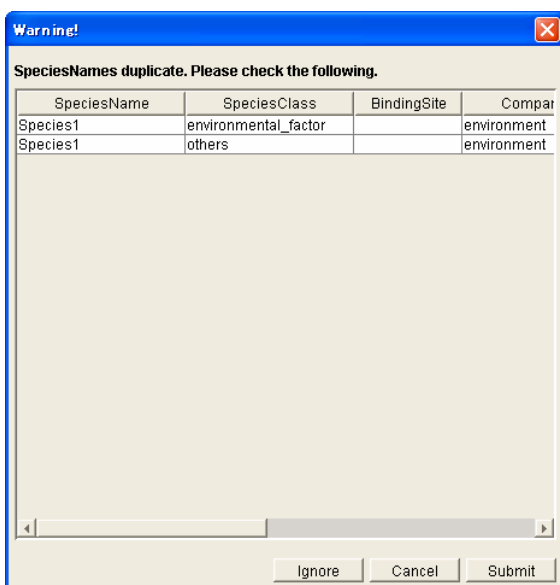 Warning!
SpeciesNames duplicate. Please check the following.
SpeciesName SpeciesClass BindingSite Compar
Species1 environmental_factor environment
Species1 others environment
Ignore Cancel Submit